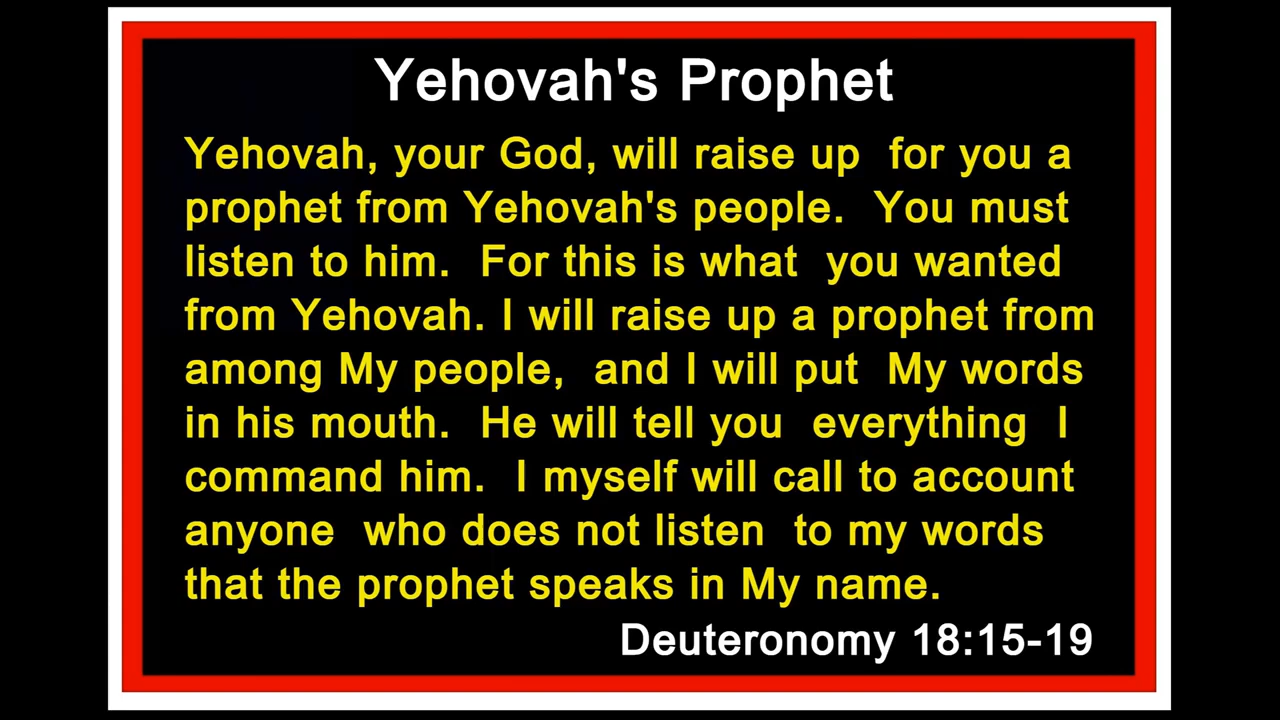 Yehovah's Prophet
Yehovah, your God, will raise up for you a
prophet from Yehovah's people. You must
listen to him. For this is what you wanted
from Yehovah. I will raise up a prophet from
among My people, and I will put My words
in his mouth. He will tell you everything I
command him. I myself will call to account
anyone who does not listen to my words
that the prophet speaks in My name.
Deuteronomy 18:15-19